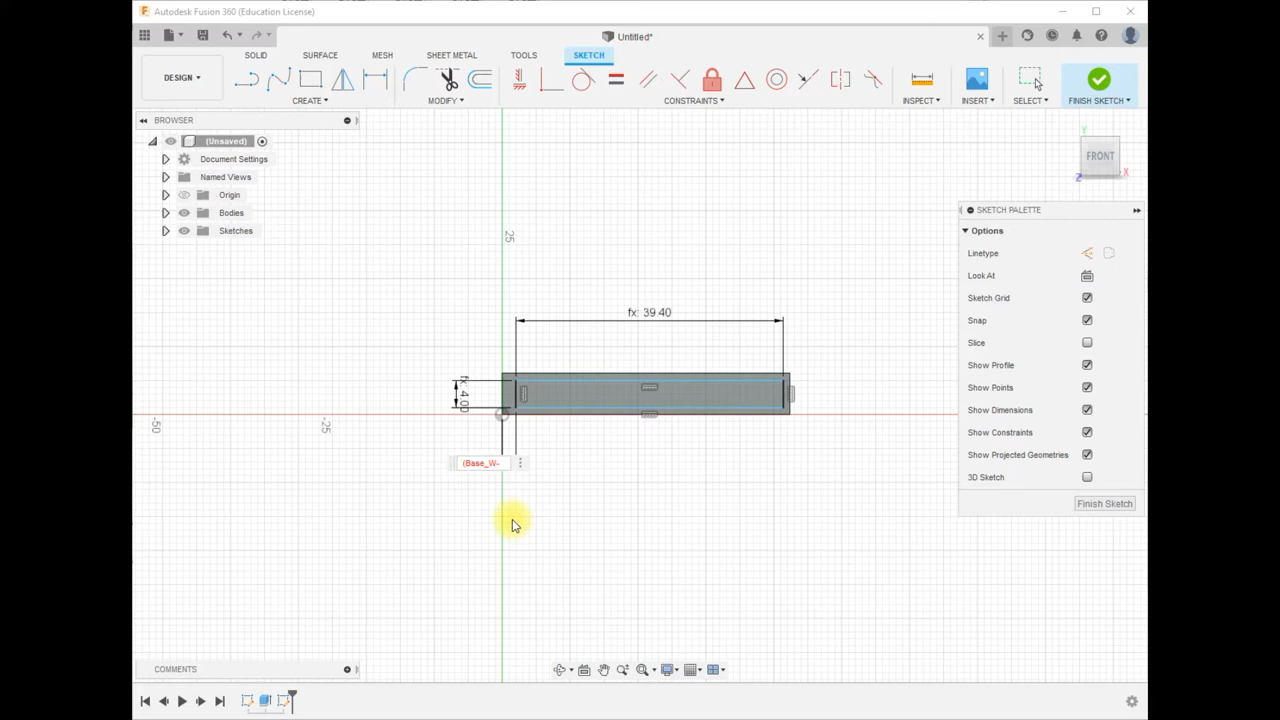 Autodesk Fusion 360 (Education License)
Untitled*
DESIGN
SOLID
SURFACE
MESH
SHEET METAL
TOOLS
SKETCH
CREATE
MODIFY
CONSTRAINTS
INSPECT
INSERT
SELECT
FINISH SKETCH
BROWSER
(Unsaved)
Document Settings
Named Views
Origin
Bodies
Sketches
Y
FRONT
X
Z
SKETCH PALETTE
Options
Linetype
Look At
Sketch Grid
Snap
Slice
Show Profile
Show Points
Show Dimensions
Show Constraints
Show Projected Geometries
3D Sketch
Finish Sketch
25
fx: 39.40
fx: 4.00
-50
-25
(Base_W-
COMMENTS